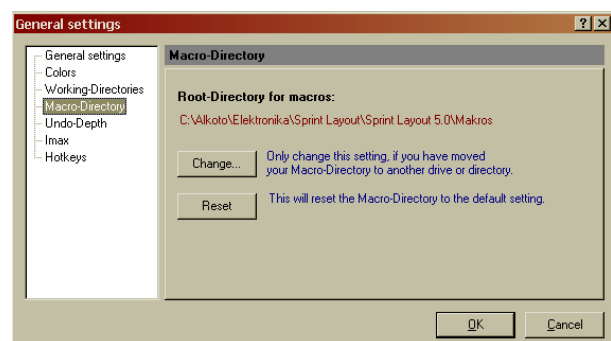 General settings
General settings
Colors
Working-Directories
Macro-Directory
Undo-Depth
Imax
Hotkeys
Macro-Directory
Root-Directory for macros:
C:\Alkoto\Elektronika\Sprint Layout\Sprint Layout 5.0\Makros
Change...
Only change this setting, if you have moved
your Macro-Directory to another drive or directory.
Reset
This will reset the Macro-Directory to the default setting.
OK
Cancel